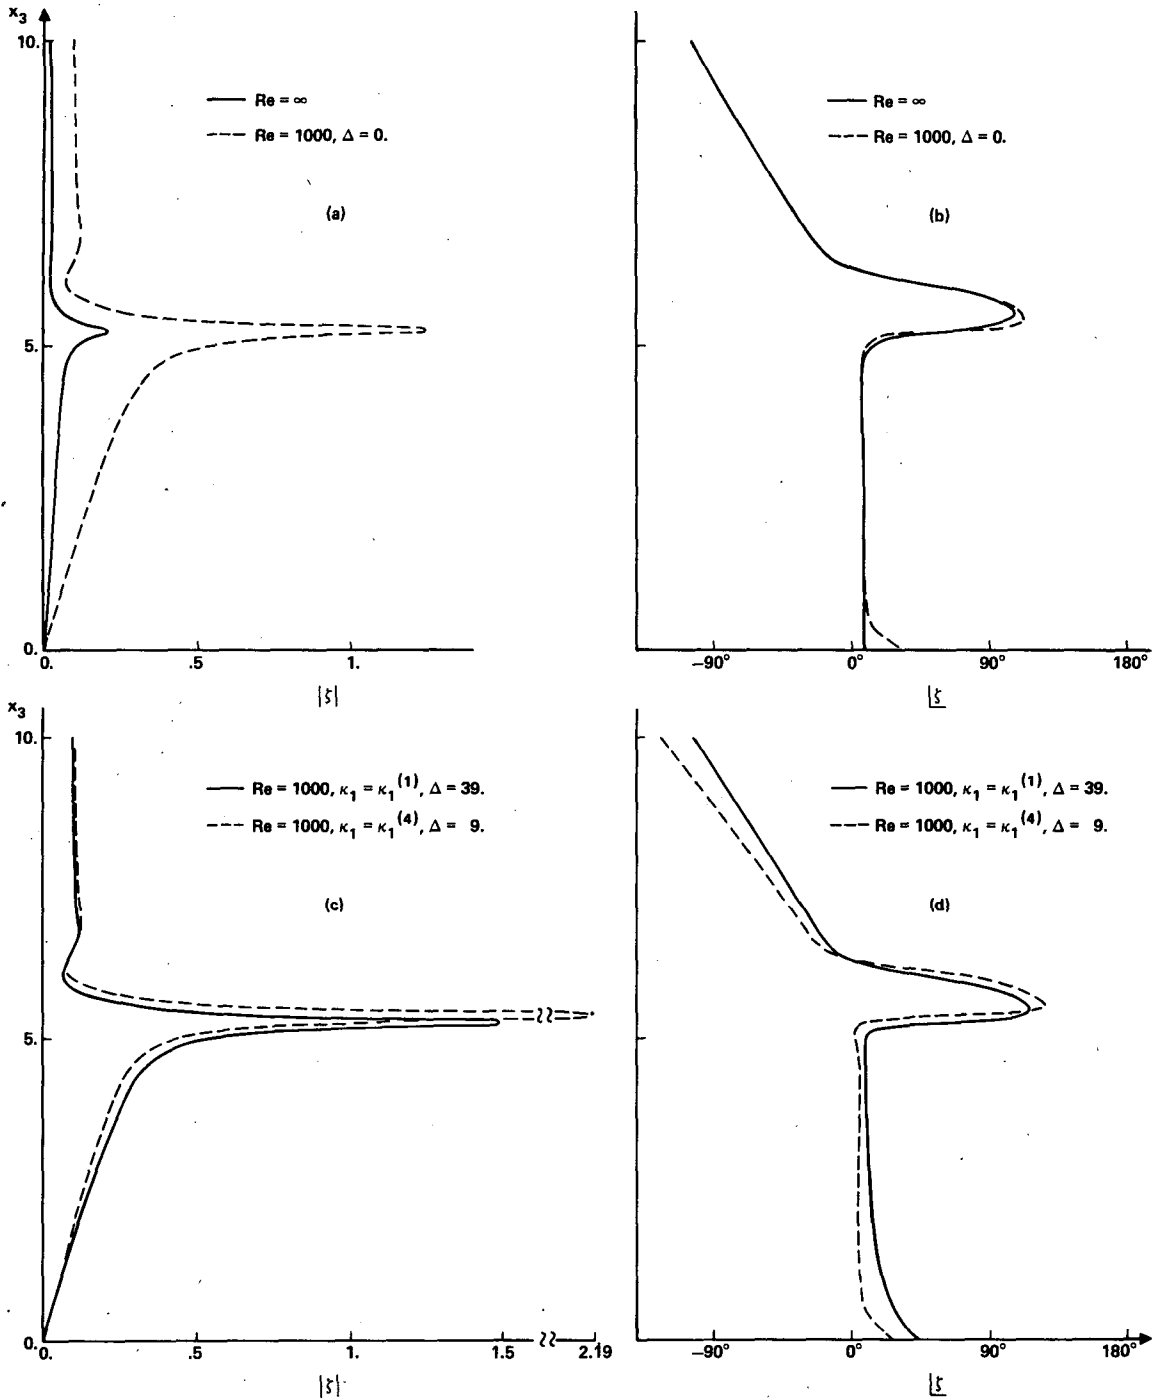 x₃
10.
5.
0.
Re = ∞
Re = 1000, Δ = 0.
(a)
0. .5 1.
|ζ|
Re = ∞
Re = 1000, Δ = 0.
(b)
−90° 0° 90° 180°
∠ζ
x₃
10.
5.
0.
Re = 1000, κ₁ = κ₁⁽¹⁾, Δ = 39.
Re = 1000, κ₁ = κ₁⁽⁴⁾, Δ = 9.
(c)
0. .5 1. 1.5 2.19
|ζ|
Re = 1000, κ₁ = κ₁⁽¹⁾, Δ = 39.
Re = 1000, κ₁ = κ₁⁽⁴⁾, Δ = 9.
(d)
−90° 0° 90° 180°
∠ζ